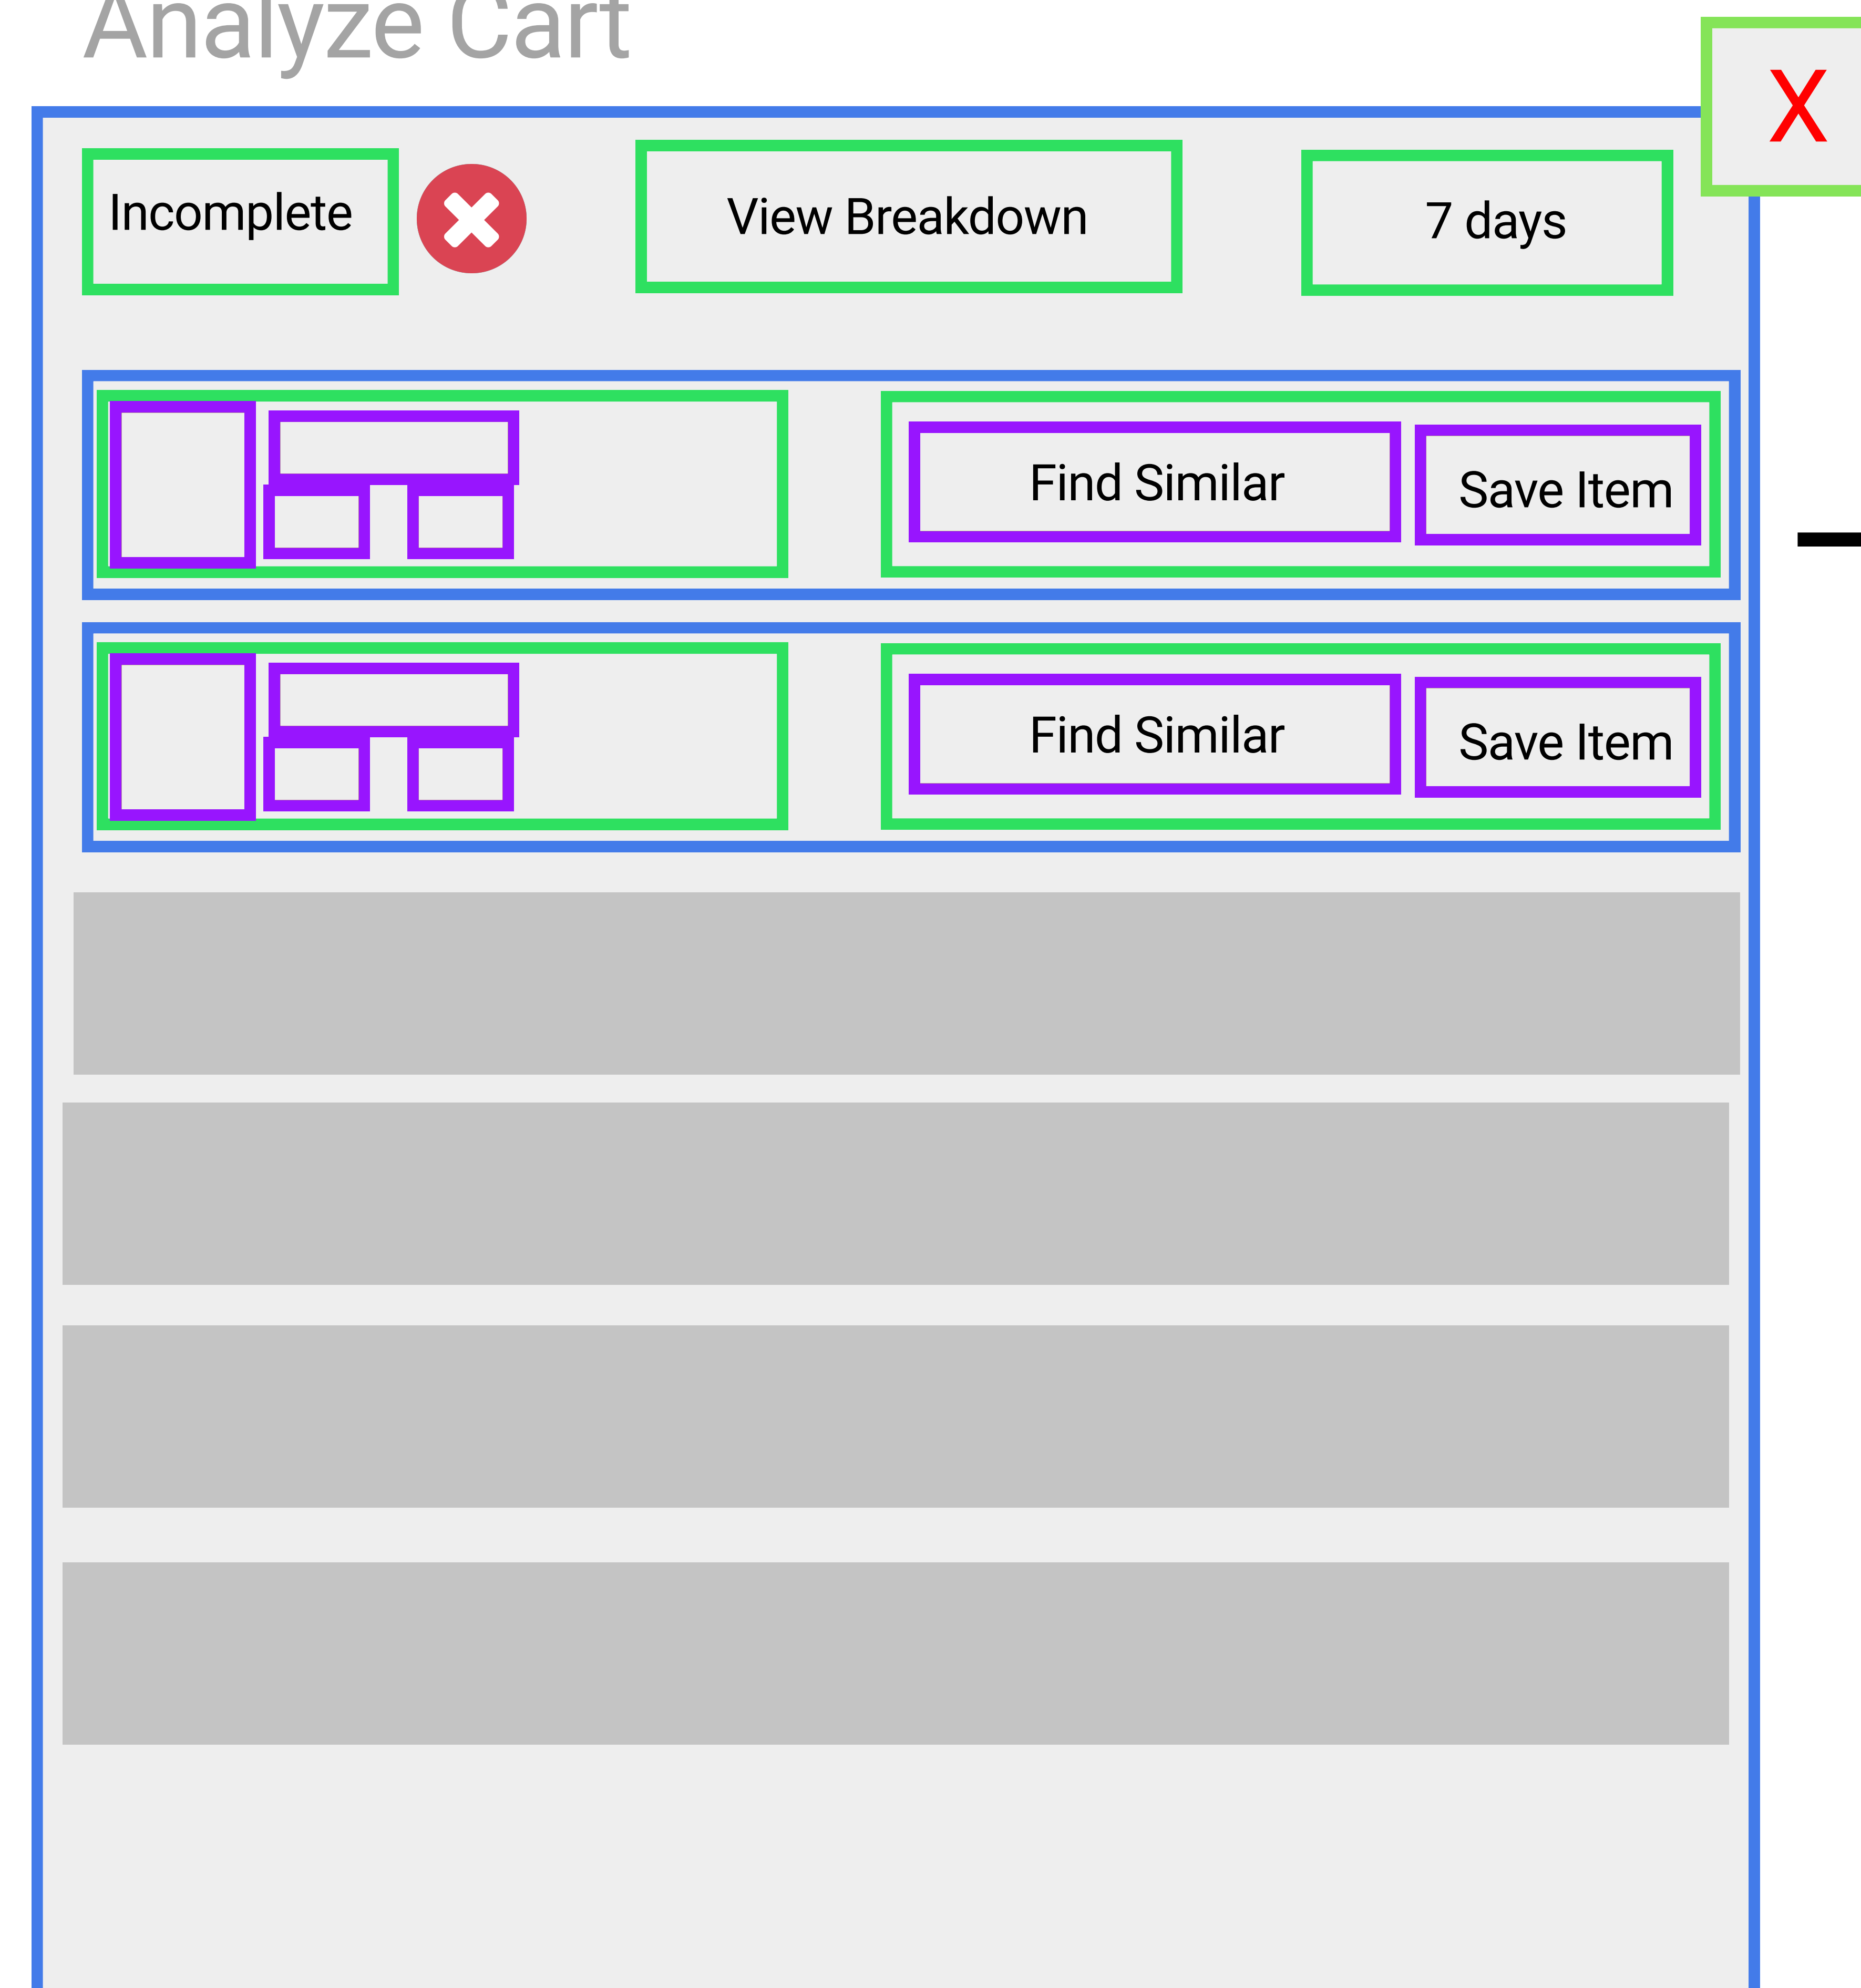 Analyze Cart
X
Incomplete
View Breakdown
7 days
Find Similar
Save Item
Find Similar
Save Item